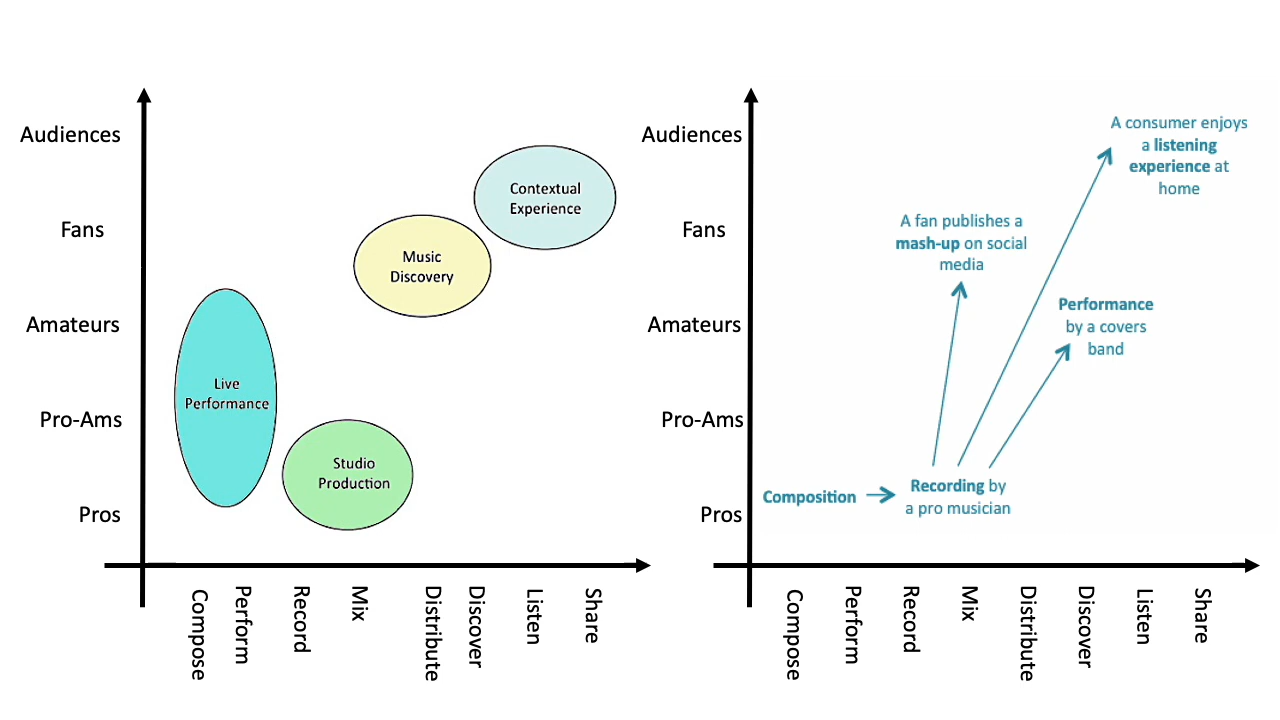 Audiences
Fans
Amateurs
Pro-Ams
Pros
Contextual
Experience
Music
Discovery
Live
Performance
Studio
Production
Compose
Perform
Record
Mix
Distribute
Discover
Listen
Share
Audiences
Fans
Amateurs
Pro-Ams
Pros
A consumer enjoys
a listening
experience at
home
A fan publishes a
mash-up on social
media
Performance
by a covers
band
Composition
Recording by
a pro musician
Compose
Perform
Record
Mix
Distribute
Discover
Listen
Share